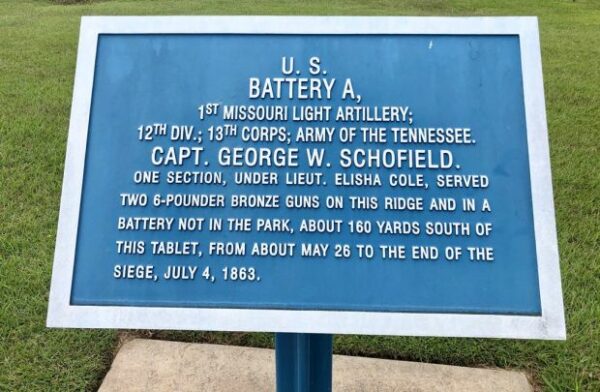 U. S.
BATTERY A,
1ST MISSOURI LIGHT ARTILLERY;
12TH DIV.; 13TH CORPS; ARMY OF THE TENNESSEE.
CAPT. GEORGE W. SCHOFIELD.
ONE SECTION, UNDER LIEUT. ELISHA COLE, SERVED
TWO 6-POUNDER BRONZE GUNS ON THIS RIDGE AND IN A
BATTERY NOT IN THE PARK, ABOUT 160 YARDS SOUTH OF
THIS TABLET, FROM ABOUT MAY 26 TO THE END OF THE
SIEGE, JULY 4, 1863.